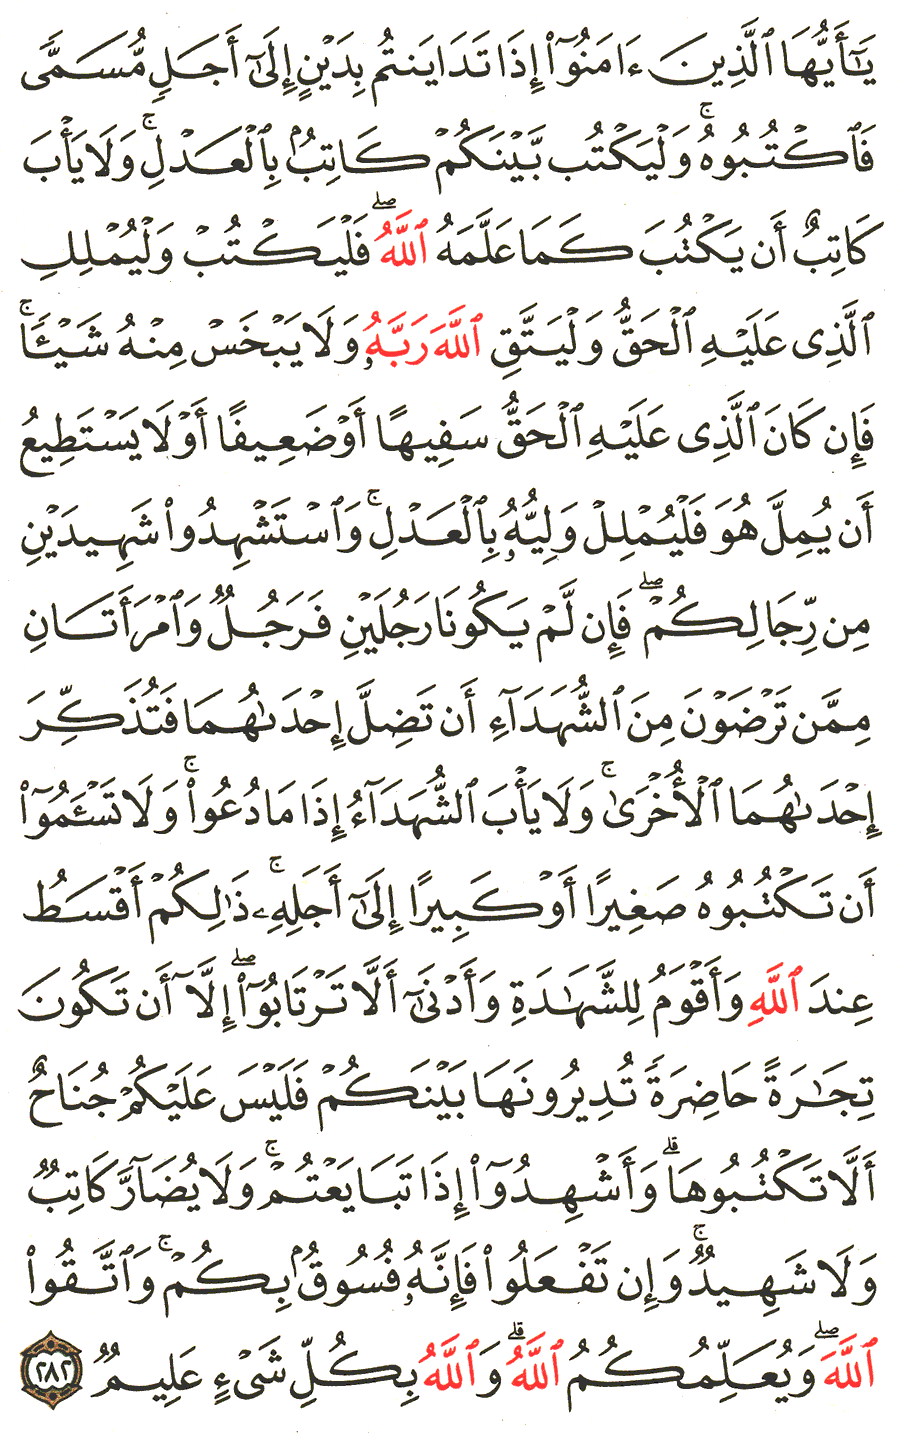 يَٰٓأَيُّهَا ٱلَّذِينَ ءَامَنُوٓا۟ إِذَا تَدَايَنتُم بِدَيْنٍ إِلَىٰٓ أَجَلٍۢ مُّسَمًّۭى
فَٱكْتُبُوهُ ۚ وَلْيَكْتُب بَّيْنَكُمْ كَاتِبٌۢ بِٱلْعَدْلِ ۚ وَلَا يَأْبَ
كَاتِبٌ أَن يَكْتُبَ كَمَا عَلَّمَهُ ٱللَّهُ ۖ فَلْيَكْتُبْ وَلْيُمْلِلِ
ٱلَّذِى عَلَيْهِ ٱلْحَقُّ وَلْيَتَّقِ ٱللَّهَ رَبَّهُۥ وَلَا يَبْخَسْ مِنْهُ شَيْـًۭٔا ۚ
فَإِن كَانَ ٱلَّذِى عَلَيْهِ ٱلْحَقُّ سَفِيهًا أَوْ ضَعِيفًا أَوْ لَا يَسْتَطِيعُ
أَن يُمِلَّ هُوَ فَلْيُمْلِلْ وَلِيُّهُۥ بِٱلْعَدْلِ ۚ وَٱسْتَشْهِدُوا۟ شَهِيدَيْنِ
مِن رِّجَالِكُمْ ۖ فَإِن لَّمْ يَكُونَا رَجُلَيْنِ فَرَجُلٌۭ وَٱمْرَأَتَانِ
مِمَّن تَرْضَوْنَ مِنَ ٱلشُّهَدَآءِ أَن تَضِلَّ إِحْدَىٰهُمَا فَتُذَكِّرَ
إِحْدَىٰهُمَا ٱلْأُخْرَىٰ ۚ وَلَا يَأْبَ ٱلشُّهَدَآءُ إِذَا مَا دُعُوا۟ ۚ وَلَا تَسْـَٔمُوٓا۟
أَن تَكْتُبُوهُ صَغِيرًا أَوْ كَبِيرًا إِلَىٰٓ أَجَلِهِۦ ۚ ذَٰلِكُمْ أَقْسَطُ
عِندَ ٱللَّهِ وَأَقْوَمُ لِلشَّهَٰدَةِ وَأَدْنَىٰٓ أَلَّا تَرْتَابُوٓا۟ ۖ إِلَّآ أَن تَكُونَ
تِجَٰرَةً حَاضِرَةًۭ تُدِيرُونَهَا بَيْنَكُمْ فَلَيْسَ عَلَيْكُمْ جُنَاحٌ
أَلَّا تَكْتُبُوهَا ۗ وَأَشْهِدُوٓا۟ إِذَا تَبَايَعْتُمْ ۚ وَلَا يُضَآرَّ كَاتِبٌۭ
وَلَا شَهِيدٌۭ ۚ وَإِن تَفْعَلُوا۟ فَإِنَّهُۥ فُسُوقٌۢ بِكُمْ ۗ وَٱتَّقُوا۟
ٱللَّهَ ۖ وَيُعَلِّمُكُمُ ٱللَّهُ ۗ وَٱللَّهُ بِكُلِّ شَىْءٍ عَلِيمٌۭ ٢٨٢